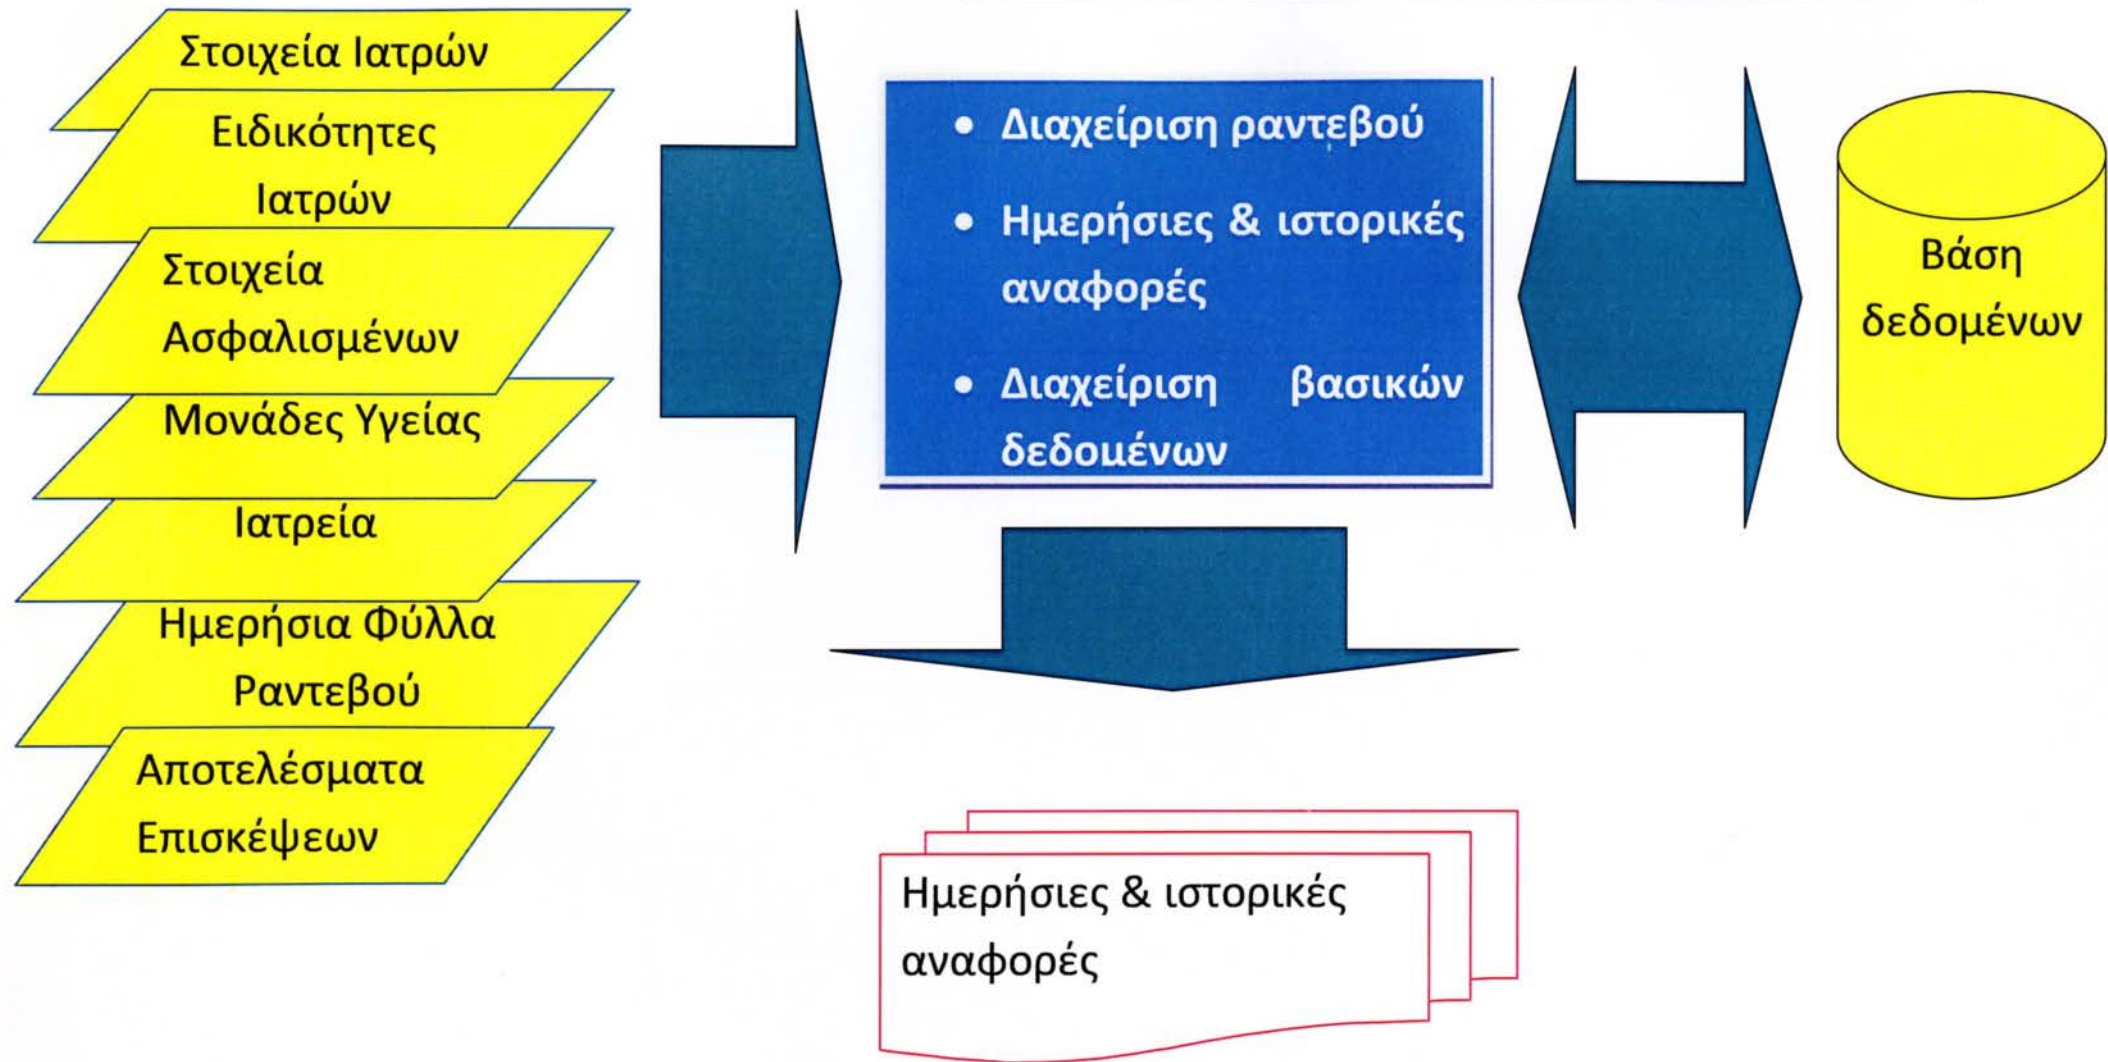 Στοιχεία Ιατρών
Ειδικότητες
Ιατρών
Στοιχεία
Ασφαλισμένων
Μονάδες Υγείας
Ιατρεία
Ημερήσια Φύλλα
Ραντεβού
Αποτελέσματα
Επισκέψεων
• Διαχείριση ραντεβού
• Ημερήσιες & ιστορικές
αναφορές
• Διαχείριση βασικών
δεδομένων
Βάση
δεδομένων
Ημερήσιες & ιστορικές
αναφορές